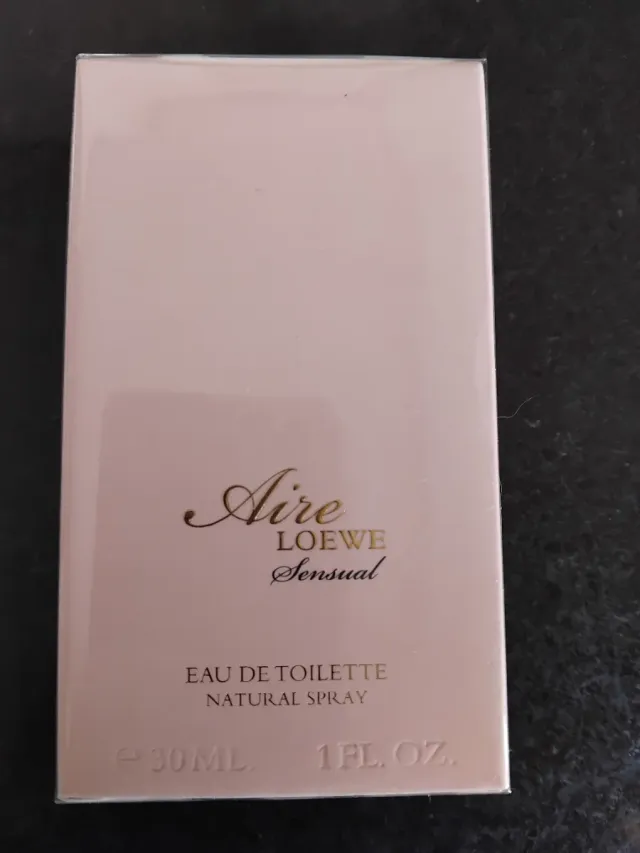 Aire
LOEWE
Sensual
EAU DE TOILETTE
NATURAL SPRAY
℮ 30 ML. 1 FL. OZ.